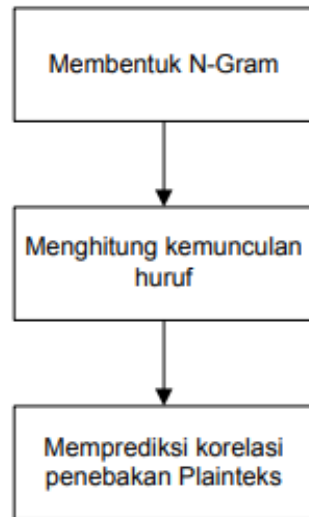 Membentuk N-Gram
Menghitung kemunculan
huruf
Memprediksi korelasi
penebakan Plainteks